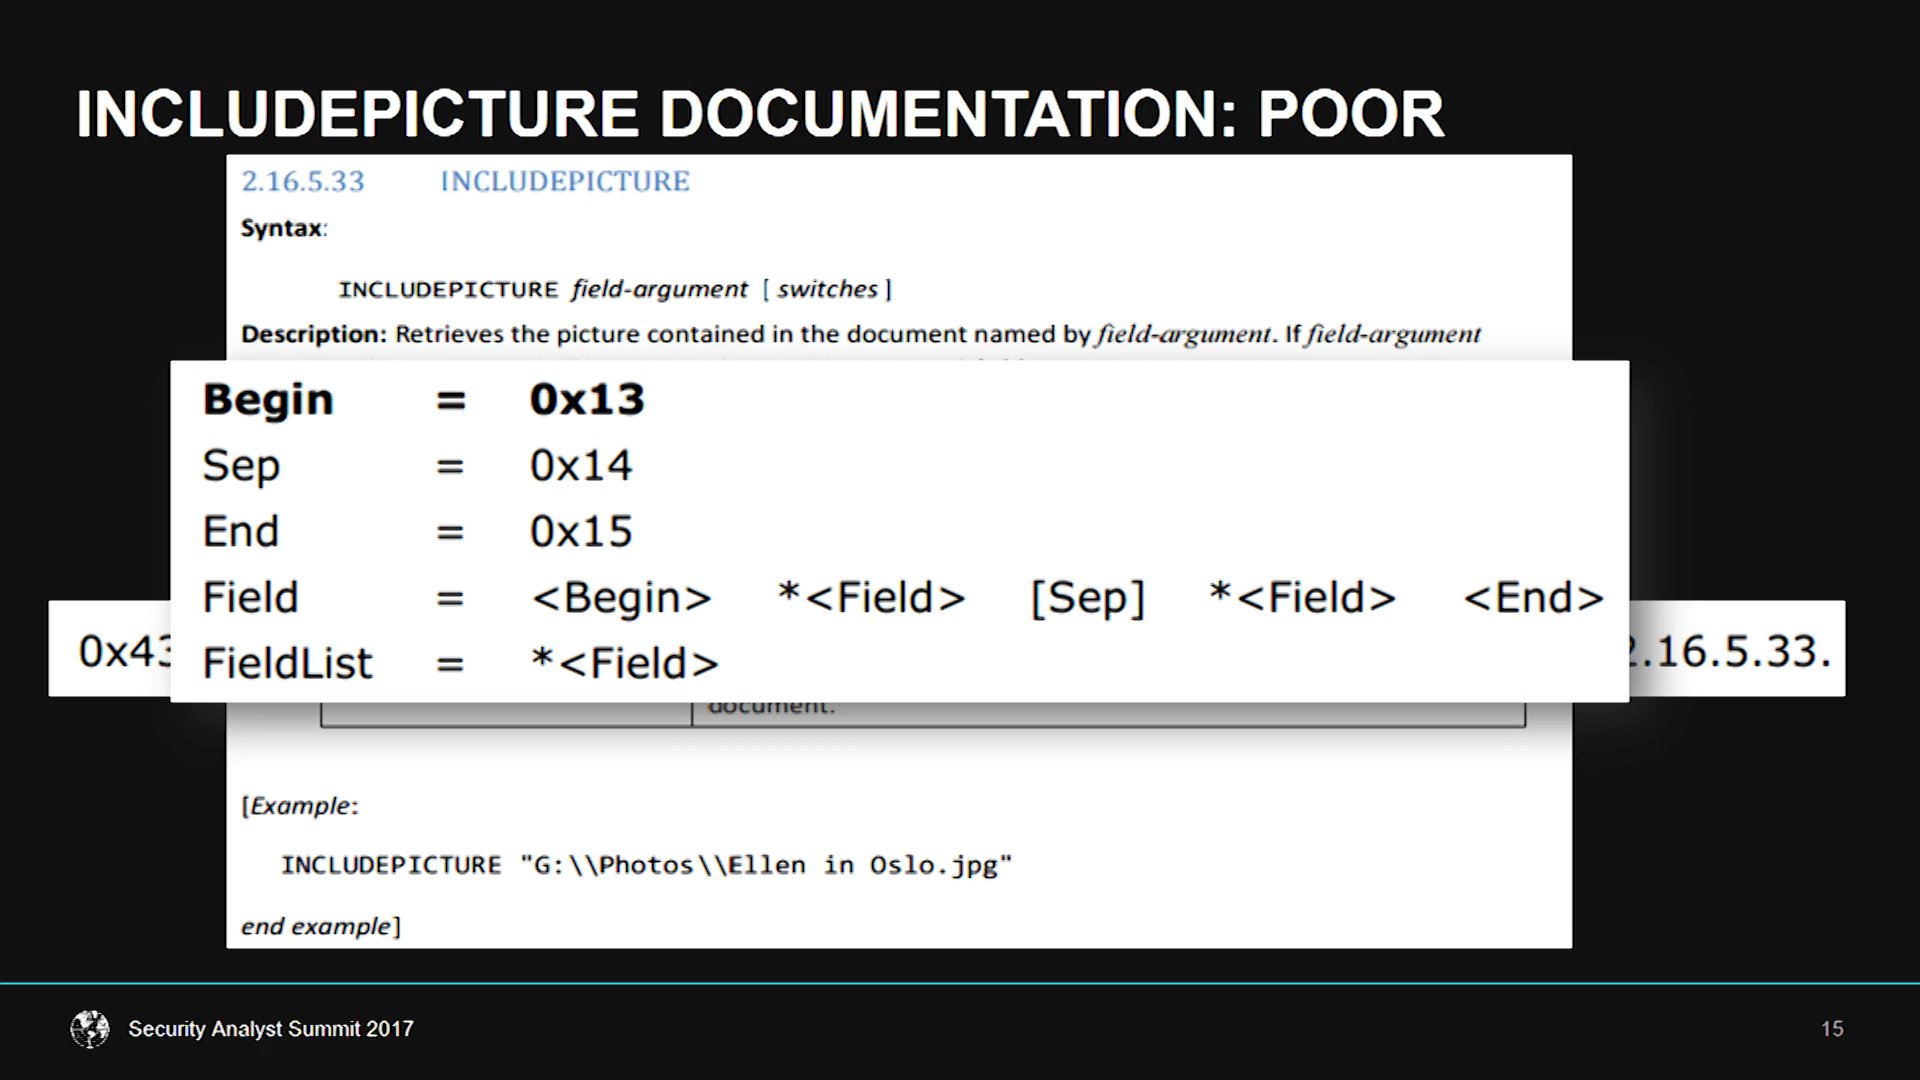 INCLUDEPICTURE DOCUMENTATION: POOR
2.16.5.33 INCLUDEPICTURE
Syntax:
INCLUDEPICTURE field-argument [ switches ]
Description: Retrieves the picture contained in the document named by field-argument. If field-argument
Begin = 0x13
Sep = 0x14
End = 0x15
Field = <Begin> *<Field> [Sep] *<Field> <End>
0x43
FieldList = *<Field>
2.16.5.33.
document.
[Example:
INCLUDEPICTURE "G:\\Photos\\Ellen in Oslo.jpg"
end example]
Security Analyst Summit 2017
15